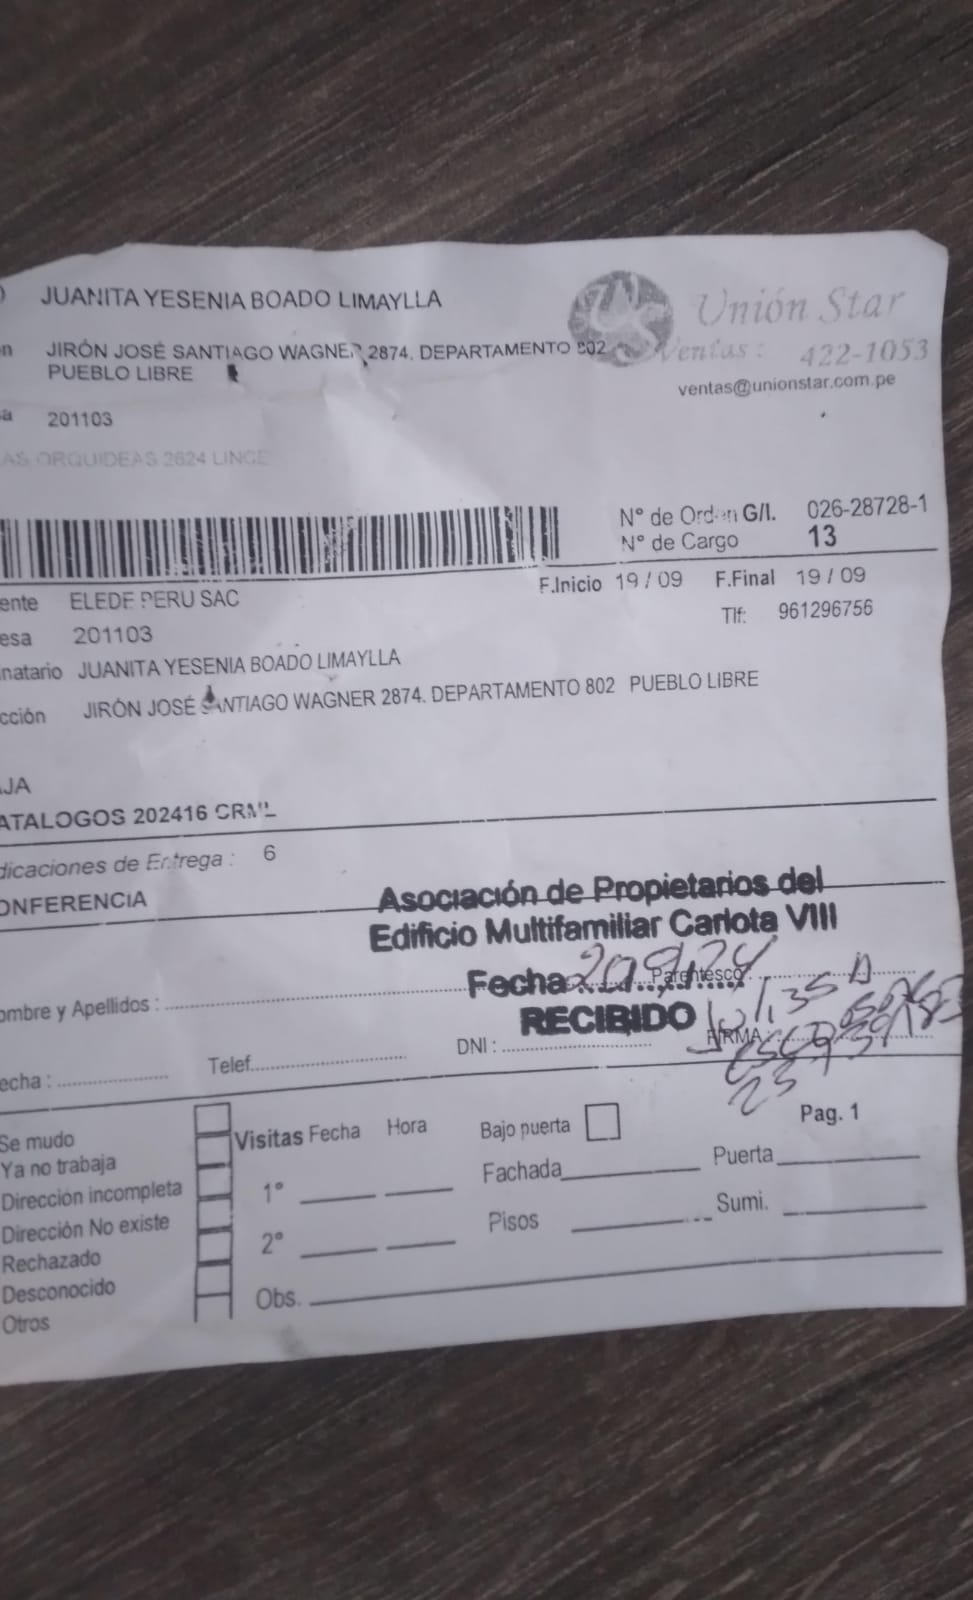 JUANITA YESENIA BOADO LIMAYLLA
Unión Star
JIRÓN JOSÉ SANTIAGO WAGNER 2874. DEPARTAMENTO 802
PUEBLO LIBRE
Ventas: 422-1053
ventas@unionstar.com.pe
201103
AS ORQUIDEAS 2624 LINCE
N° de Orden G/I. 026-28728-1
N° de Cargo 13
F.Inicio 19 / 09 F.Final 19 / 09
ente ELEDE PERU SAC
Tlf: 961296756
esa 201103
natario JUANITA YESENIA BOADO LIMAYLLA
cción JIRÓN JOSÉ SANTIAGO WAGNER 2874. DEPARTAMENTO 802 PUEBLO LIBRE
JA
ATALOGOS 202416 CRML
dicaciones de Entrega : 6
ONFERENCIA
Asociación de Propietarios del
Edificio Multifamiliar Carlota VIII
Fecha
Parentesco
ombre y Apellidos :
RECIBIDO
FIRMA :
echa : Telef. DNI :
Pag. 1
Se mudo
Ya no trabaja
Dirección incompleta
Dirección No existe
Rechazado
Desconocido
Otros
Visitas Fecha Hora
1°
2°
Obs.
Bajo puerta
Fachada Puerta
Pisos Sumi.